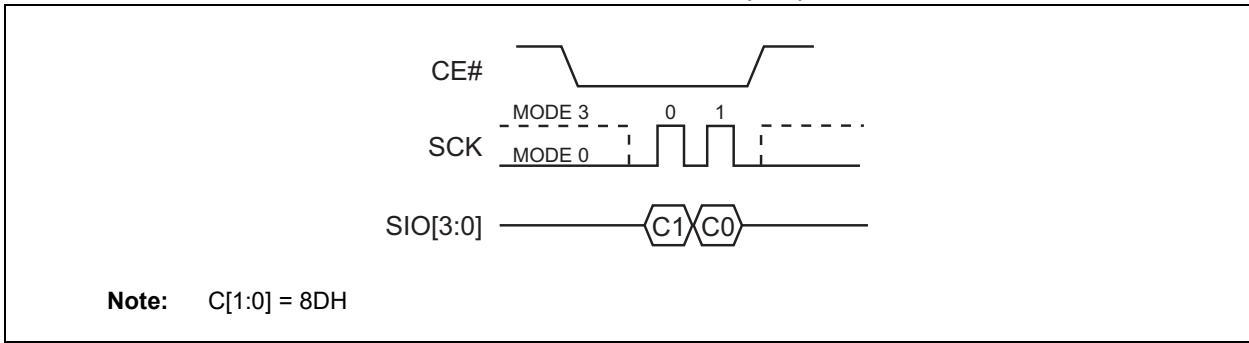 CE#
MODE 3 0 1
SCK
MODE 0
SIO[3:0] C1 C0
Note: C[1:0] = 8DH